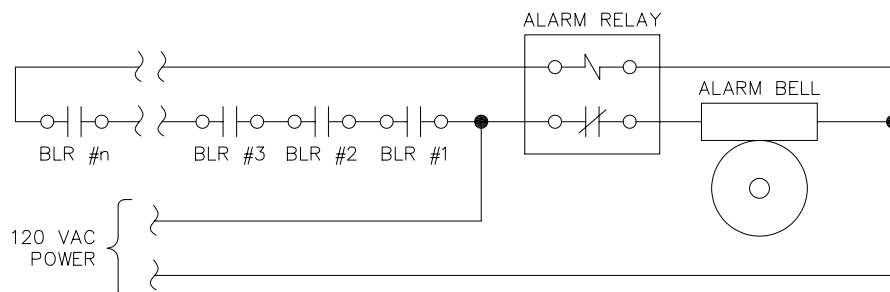 ALARM RELAY
ALARM BELL
BLR #n
BLR #3
BLR #2
BLR #1
120 VAC
POWER